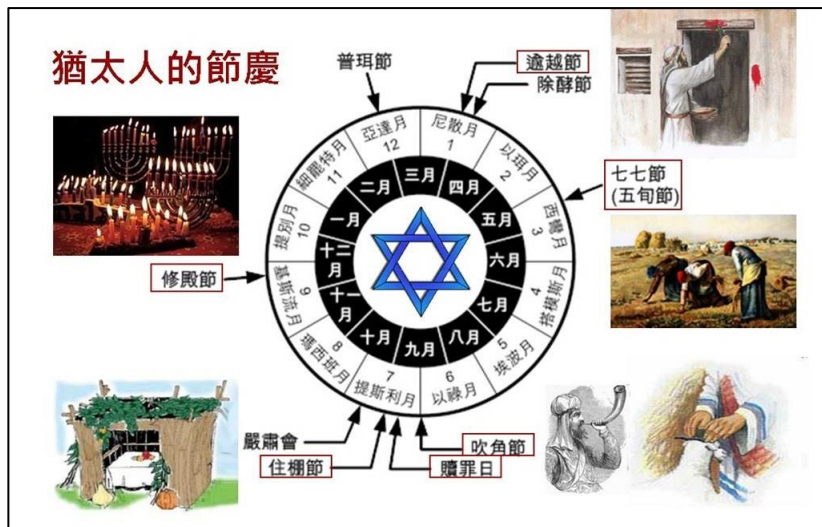 猶太人的節慶
普珥節
逾越節
除酵節
七七節
(五旬節)
修殿節
嚴肅會
住棚節
贖罪日
吹角節
尼散月
1
以珥月
2
西彎月
3
搭模斯月
4
埃波月
5
以祿月
6
提斯利月
7
瑪西班月
8
基斯流月
9
提別月
10
細罷特月
11
亞達月
12
三月
四月
五月
六月
七月
八月
九月
十月
十一月
十二月
一月
二月